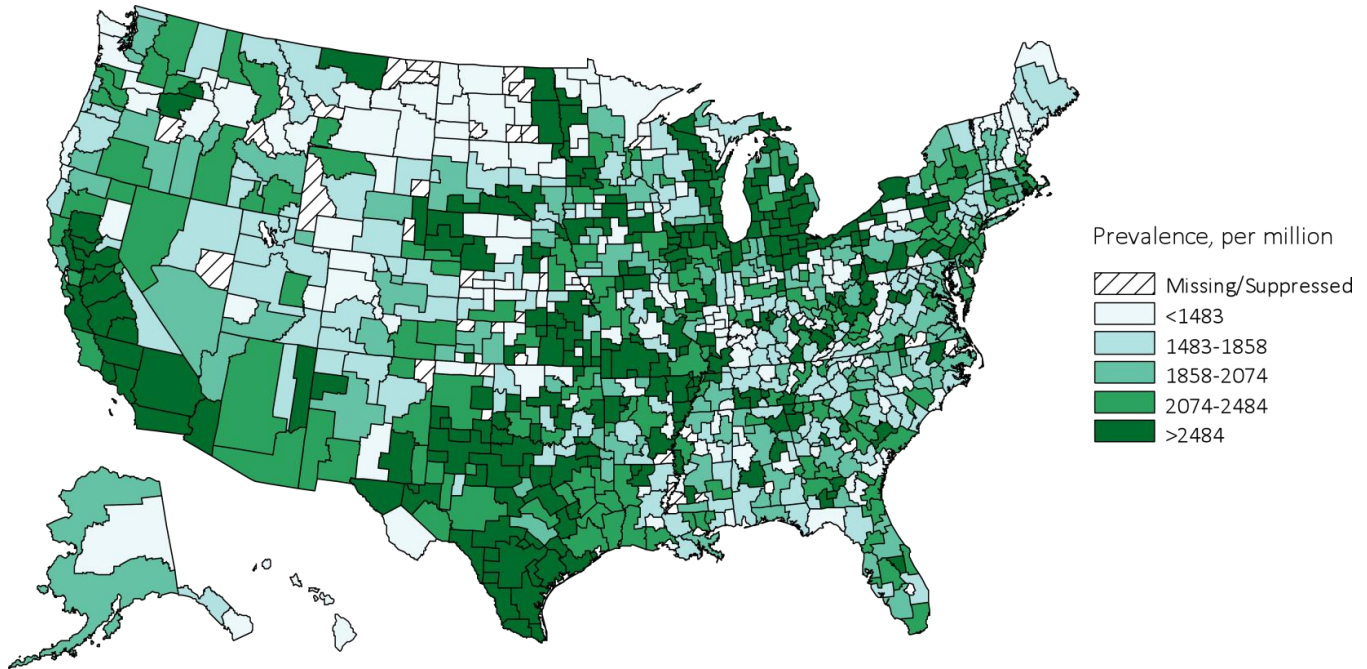 Prevalence, per million
Missing/Suppressed
<1483
1483-1858
1858-2074
2074-2484
>2484